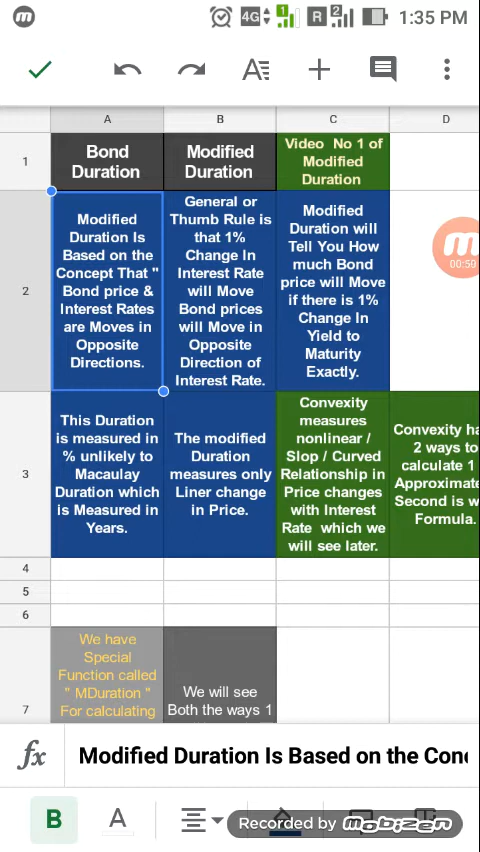 4G 1 R 2 1:35 PM
A B C D
1
Bond
Duration
Modified
Duration
Video No 1 of
Modified
Duration
2
Modified
Duration Is
Based on the
Concept That "
Bond price &
Interest Rates
are Moves in
Opposite
Directions.
General or
Thumb Rule is
that 1%
Change In
Interest Rate
will Move
Bond prices
will Move in
Opposite
Direction of
Interest Rate.
Modified
Duration will
Tell You How
much Bond
price will Move
if there is 1%
Change In
Yield to
Maturity
Exactly.
00:59
3
This Duration
is measured in
% unlikely to
Macaulay
Duration which
is Measured in
Years.
The modified
Duration
measures only
Liner change
in Price.
Convexity
measures
nonlinear /
Slop / Curved
Relationship in
Price changes
with Interest
Rate which we
will see later.
Convexity ha
2 ways to
calculate 1
Approximate
Second is w
Formula.
4
5
6
7
We have
Special
Function called
" MDuration "
For calculating
We will see
Both the ways 1
fx Modified Duration Is Based on the Conc
B A
Recorded by mobizen